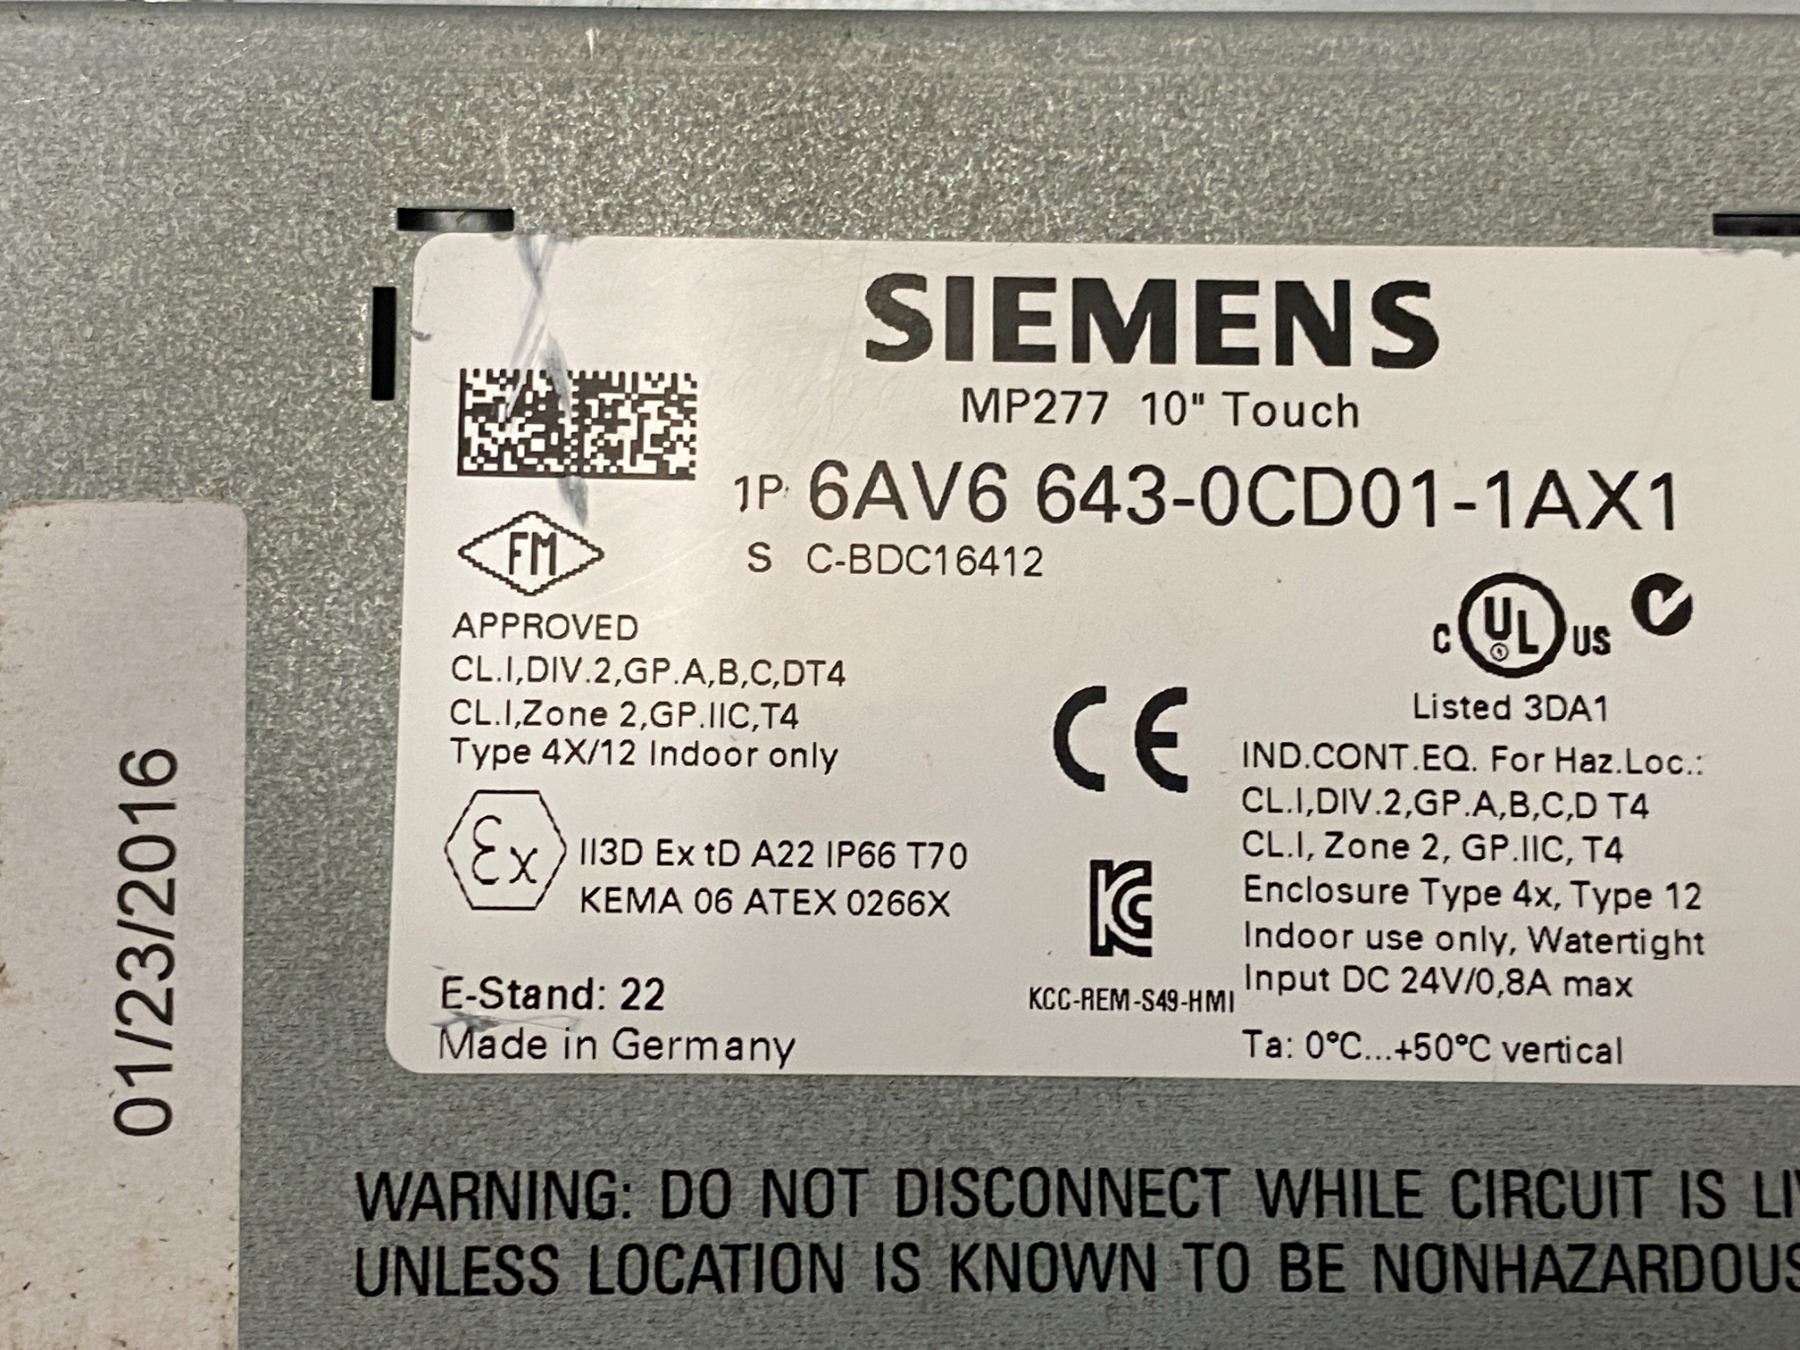 SIEMENS
MP277 10" Touch
1P 6AV6 643-0CD01-1AX1
S C-BDC16412
FM
APPROVED
CL.I,DIV.2,GP.A,B,C,DT4
CL.I,Zone 2,GP.IIC,T4
Type 4X/12 Indoor only
Ex
II3D Ex tD A22 IP66 T70
KEMA 06 ATEX 0266X
E-Stand: 22
Made in Germany
CE
KCC-REM-S49-HMI
C UL US
Listed 3DA1
IND.CONT.EQ. For Haz.Loc.:
CL.I,DIV.2,GP.A,B,C,D T4
CL.I, Zone 2, GP.IIC, T4
Enclosure Type 4x, Type 12
Indoor use only, Watertight
Input DC 24V/0,8A max
Ta: 0°C...+50°C vertical
01/23/2016
WARNING: DO NOT DISCONNECT WHILE CIRCUIT IS
UNLESS LOCATION IS KNOWN TO BE NONHAZARDOUS